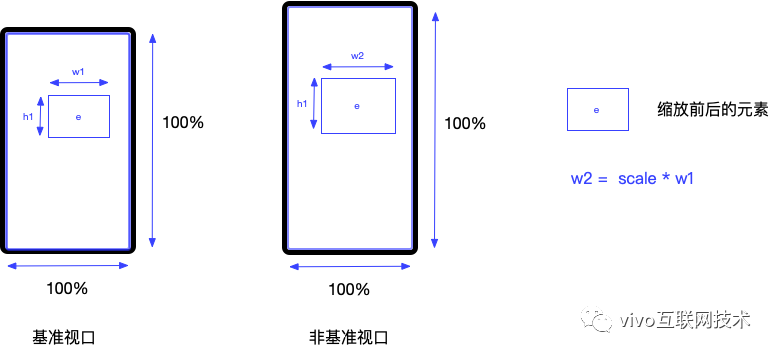 w1
h1
e
100%
100%
基准视口
w2
h1
e
100%
100%
非基准视口
e
缩放前后的元素
w2 = scale * w1
vivo互联网技术